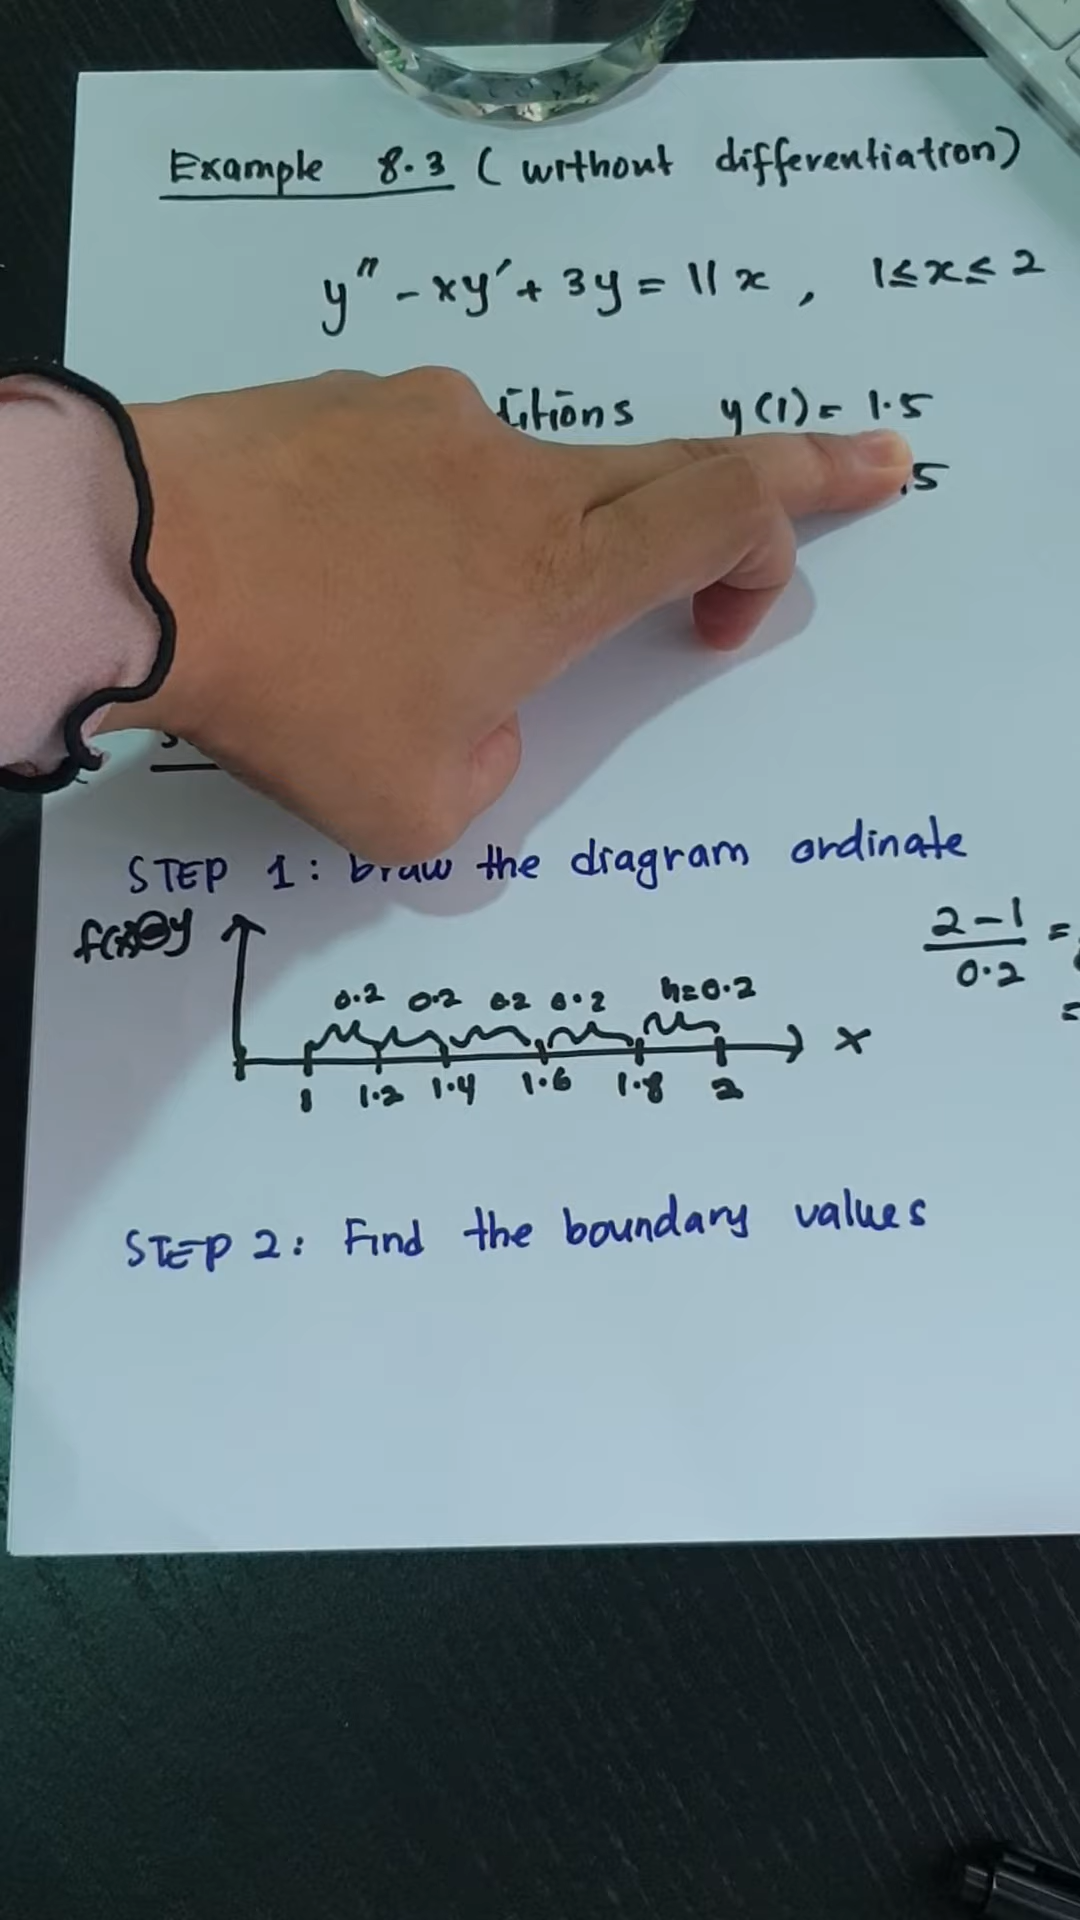 Example 8.3 (without differentiation)
y" - xy' + 3y = 11x , 1≤x≤2
y(1) = 1.5
.5
STEP 1: Draw the diagram ordinate
2-1 =
0.2
0.2 0.2 0.2 0.2 h=0.2
x
1 1.2 1.4 1.6 1.8 2
STEP 2: Find the boundary values